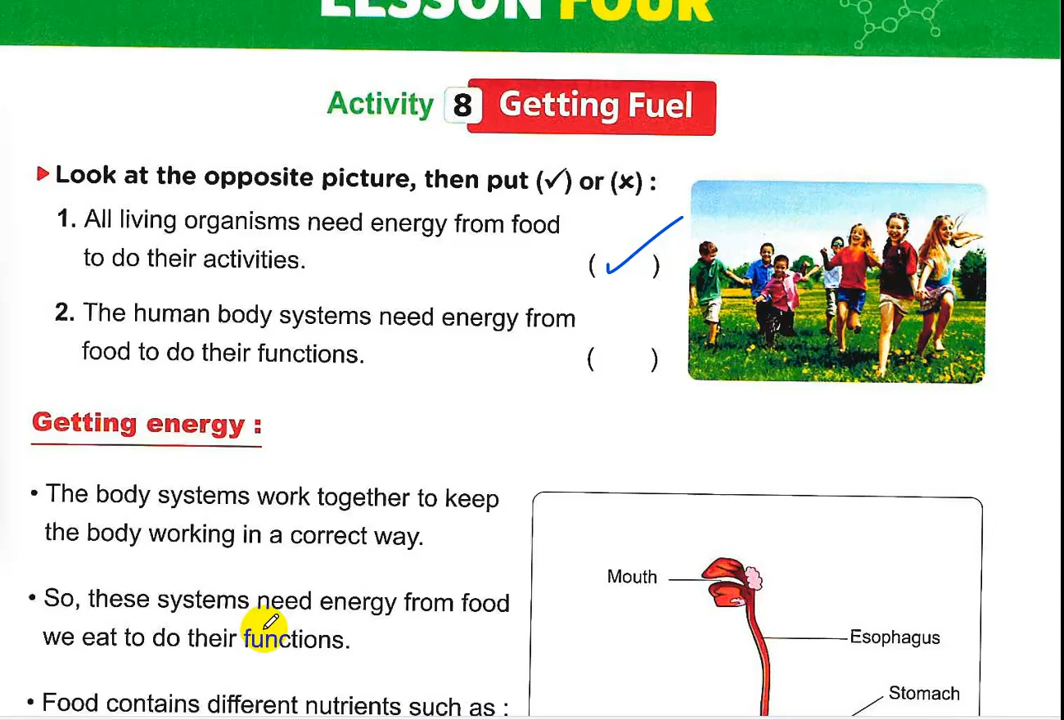 LESSON FOUR
Activity 8 Getting Fuel
Look at the opposite picture, then put (✓) or (x) :
1. All living organisms need energy from food
to do their activities. ( ✓ )
2. The human body systems need energy from
food to do their functions. ( )
Getting energy :
• The body systems work together to keep
the body working in a correct way.
• So, these systems need energy from food
we eat to do their functions.
• Food contains different nutrients such as :
Mouth
Esophagus
Stomach